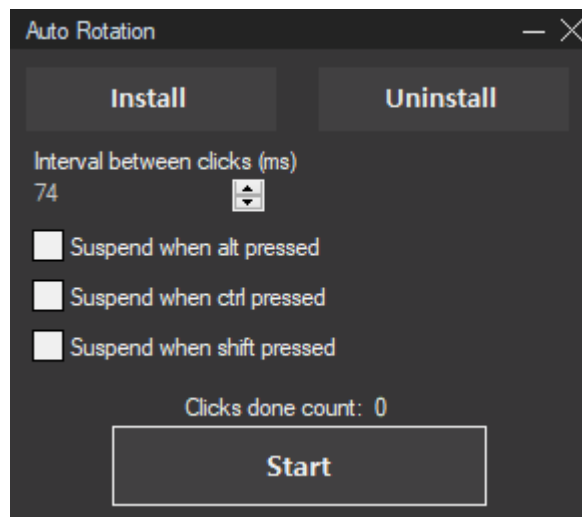 Auto Rotation
Install
Uninstall
Interval between clicks (ms)
74
Suspend when alt pressed
Suspend when ctrl pressed
Suspend when shift pressed
Clicks done count: 0
Start